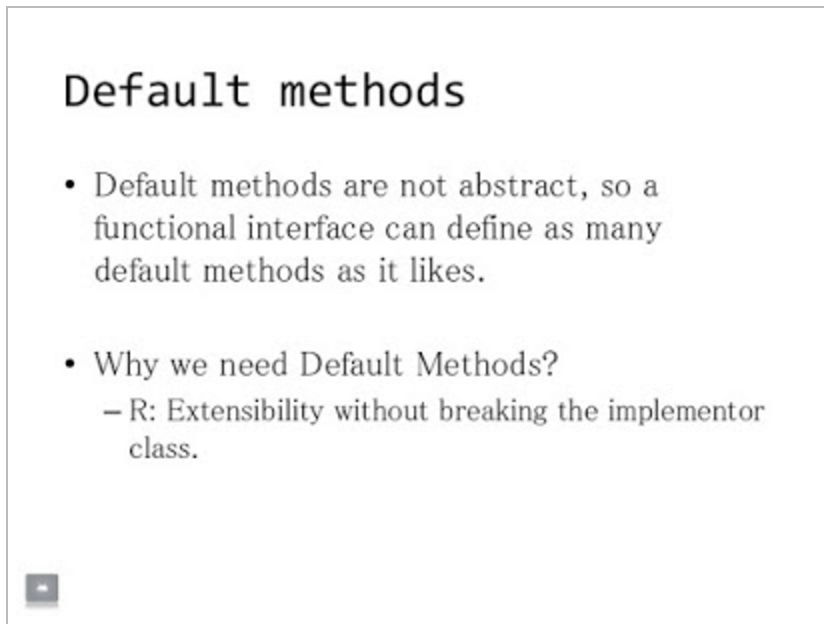 Default methods
• Default methods are not abstract, so a
functional interface can define as many
default methods as it likes.
• Why we need Default Methods?
– R: Extensibility without breaking the implementor
class.